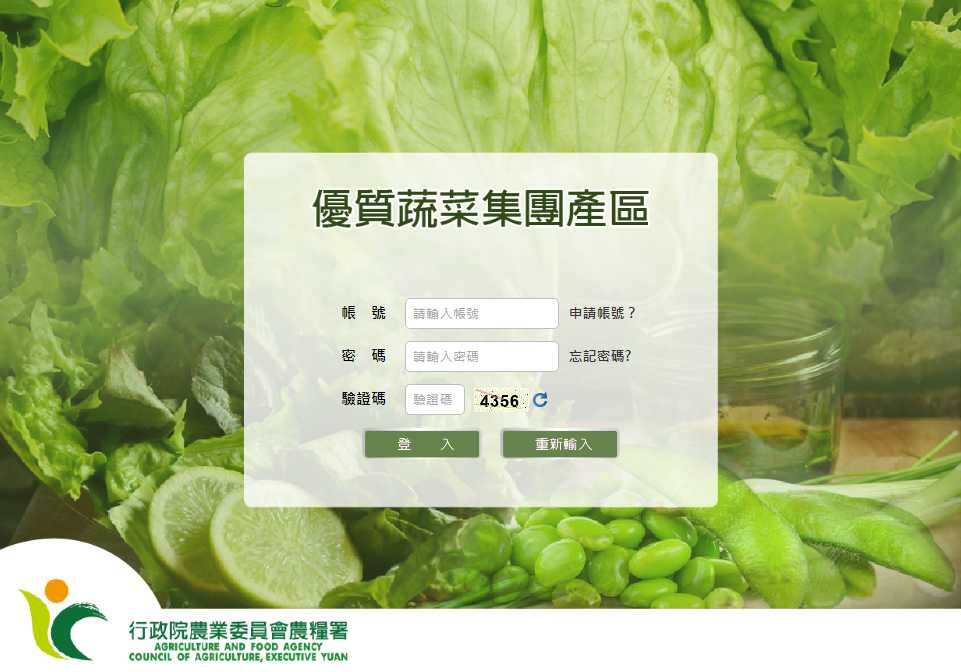 優質蔬菜集團產區
帳 號 請輸入帳號 申請帳號？
密 碼 請輸入密碼 忘記密碼?
驗證碼 驗證碼 4356
登 入 重新輸入
行政院農業委員會農糧署
AGRICULTURE AND FOOD AGENCY
COUNCIL OF AGRICULTURE, EXECUTIVE YUAN